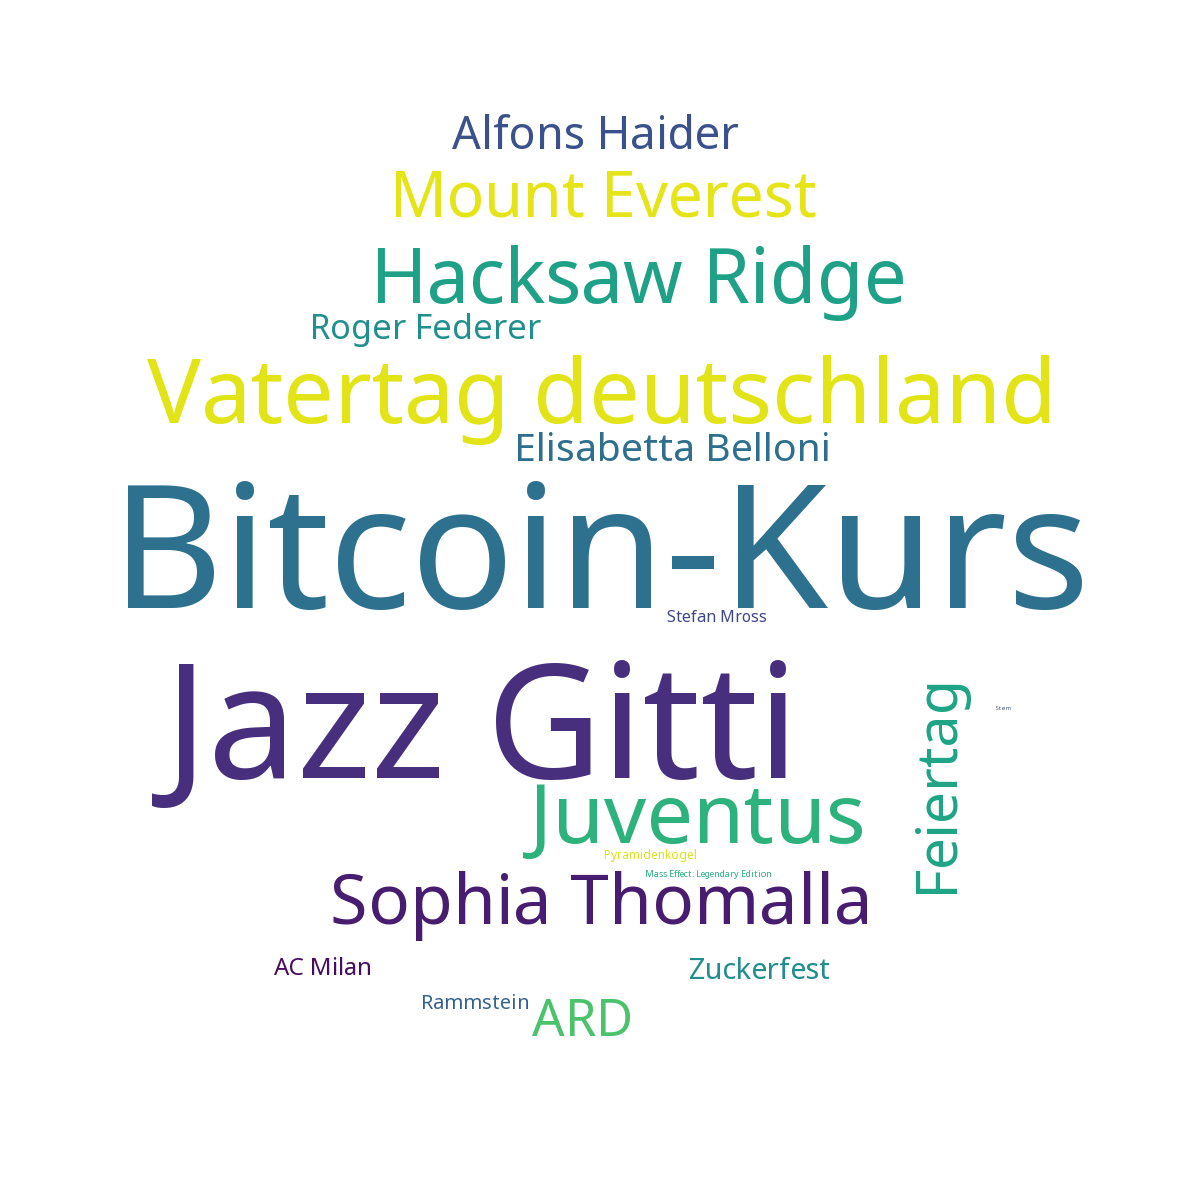 Alfons Haider
Mount Everest
Hacksaw Ridge
Roger Federer
Vatertag deutschland
Elisabetta Belloni
Bitcoin-Kurs
Stefan Mross
Jazz Gitti
Feiertag
Stern
Juventus
Pyramidenkogel
Mass Effect: Legendary Edition
Sophia Thomalla
AC Milan
Zuckerfest
Rammstein
ARD